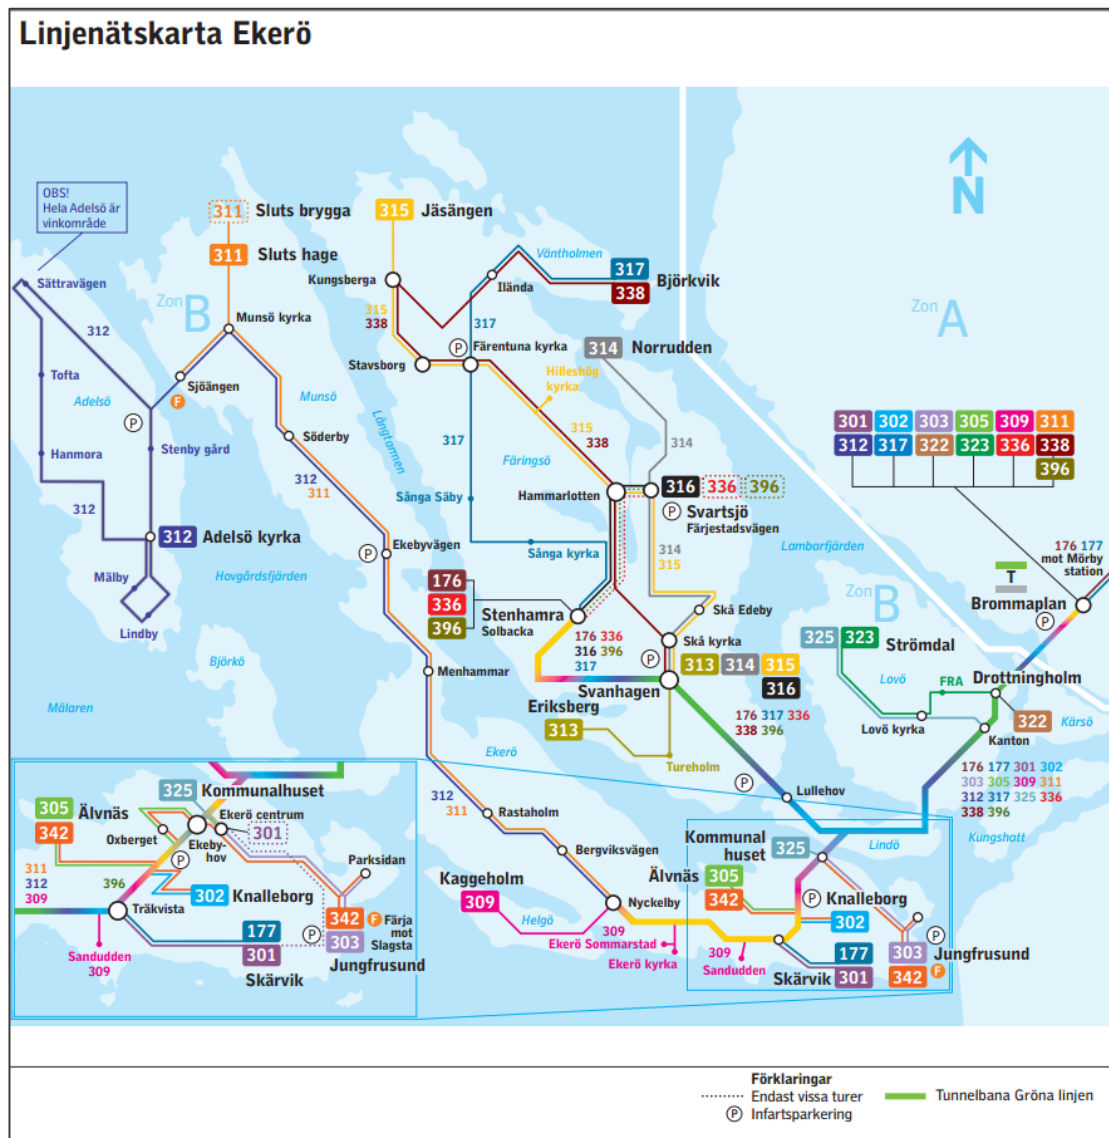 Linjenätskarta Ekerö
OBS!
Hela Adelsö är
vinkområde
311 Sluts brygga
315 Jäsängen
311 Sluts hage
Väntholmen
317
338
Björkvik
Sättravägen
Kungsberga
Ilända
Zon B
Zon A
N
312
Munsö kyrka
315
338
317
314 Norrudden
Färentuna kyrka
P
Stavsborg
Hilleshög
kyrka
Tofta
Sjöängen
F
Adelsö
P
Munsö
Långtarmen
301 302 303 305 309 311
312 317 322 323 336 338
396
Söderby
315
338
317
314
Stenby gård
Hanmora
Färingsö
312
311
312
Sånga Säby
Hammarlotten
316 336 396
P Svartsjö
Färjestadsvägen
312 Adelsö kyrka
P
Ekebyvägen
Sånga kyrka
314
315
Lambarfjärden
176 177
mot Mörby
station
T
Brommaplan
P
Mälby
Hovgårdsfjärden
Lindby
176
336
396
Stenhamra
Solbacka
176 336
316 396
317
Skå Edeby
Skå kyrka
Zon B
325 323 Strömdal
Björkö
Menhammar
P
313 314 315
316
Svanhagen
Lovö
FRA
Drottningholm
322
Kärsö
Mälaren
Eriksberg
313
176 317 336
338 396
Lovö kyrka
Kanton
Ekerö
Tureholm
P
Lullehov
176 177 301 302
303 305 309 311
312 317 325 336
338 396
Kungshatt
312
311
Rastaholm
Lindö
Bergviksvägen
Kommunal
huset
325
Älvnäs
305
342
P
Knalleborg
302
Kaggeholm
309
Nyckelby
Helgö
309
Ekerö Sommarstad
Ekerö kyrka
309
Sandudden
177
Skärvik 301
P
303
342
F
Jungfrusund
325 Kommunalhuset
305
342
Älvnäs
Ekerö centrum
301
Oxberget
Ekeby-
hov
P
Parksidan
311
312
309
396
302 Knalleborg
Träkvista
342
303
F Färja
mot
Slagsta
P
Jungfrusund
177
301
Skärvik
Sandudden
309
Förklaringar
Endast vissa turer
P Infartsparkering
Tunnelbana Gröna linjen